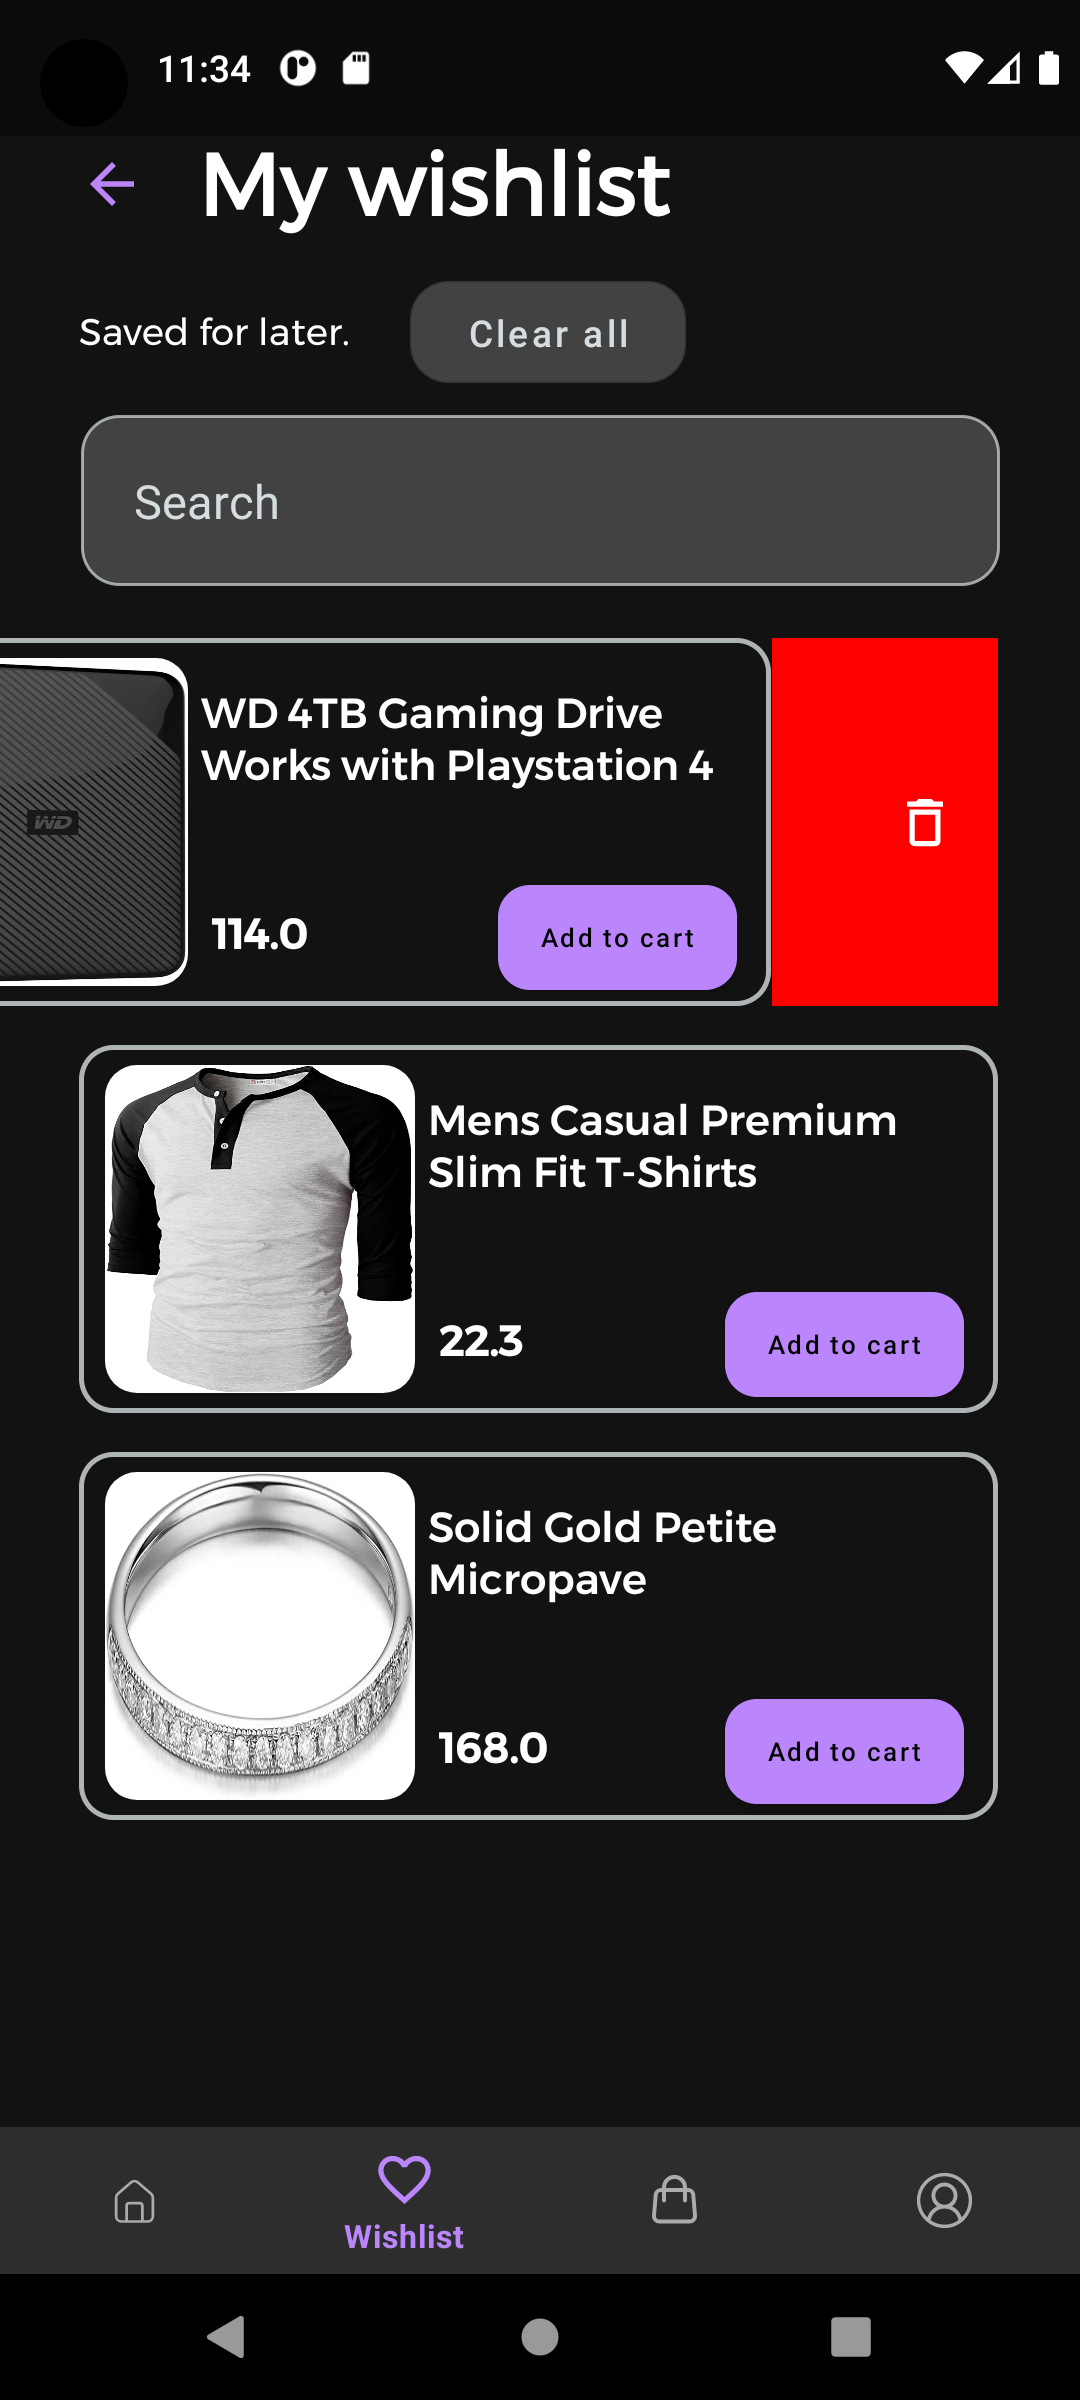 11:34
My wishlist
Saved for later.
Clear all
Search
WD
WD 4TB Gaming Drive
Works with Playstation 4
114.0
Add to cart
Mens Casual Premium
Slim Fit T-Shirts
22.3
Add to cart
Solid Gold Petite
Micropave
168.0
Add to cart
Wishlist